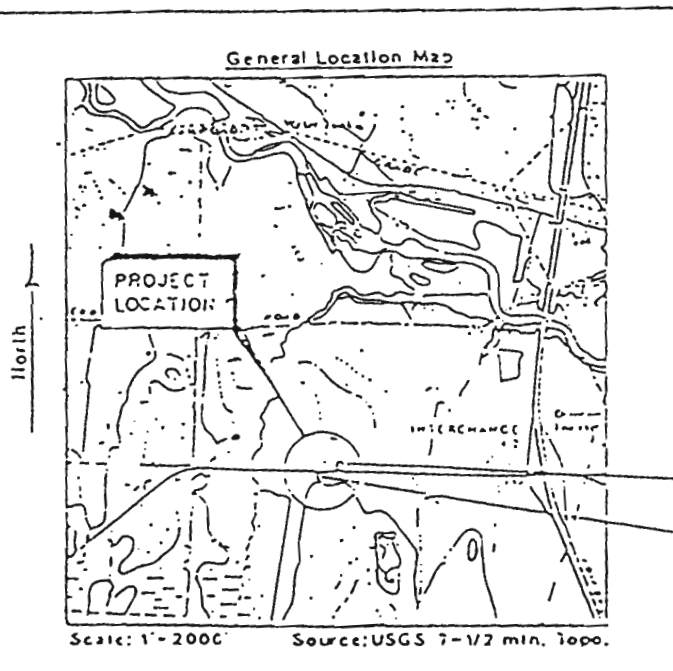 General Location Map
PROJECT
LOCATION
North
INTERCHANGE
Scale: 1"-2000'
Source: USGS 7-1/2 min. Topo.